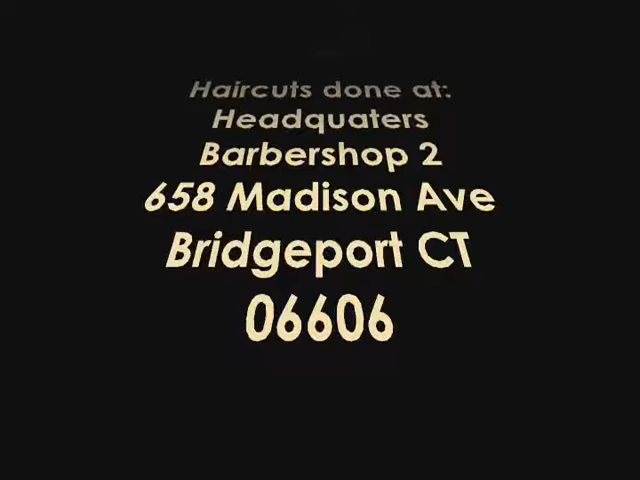 Haircuts done at:
Headquaters
Barbershop 2
658 Madison Ave
Bridgeport CT
06606